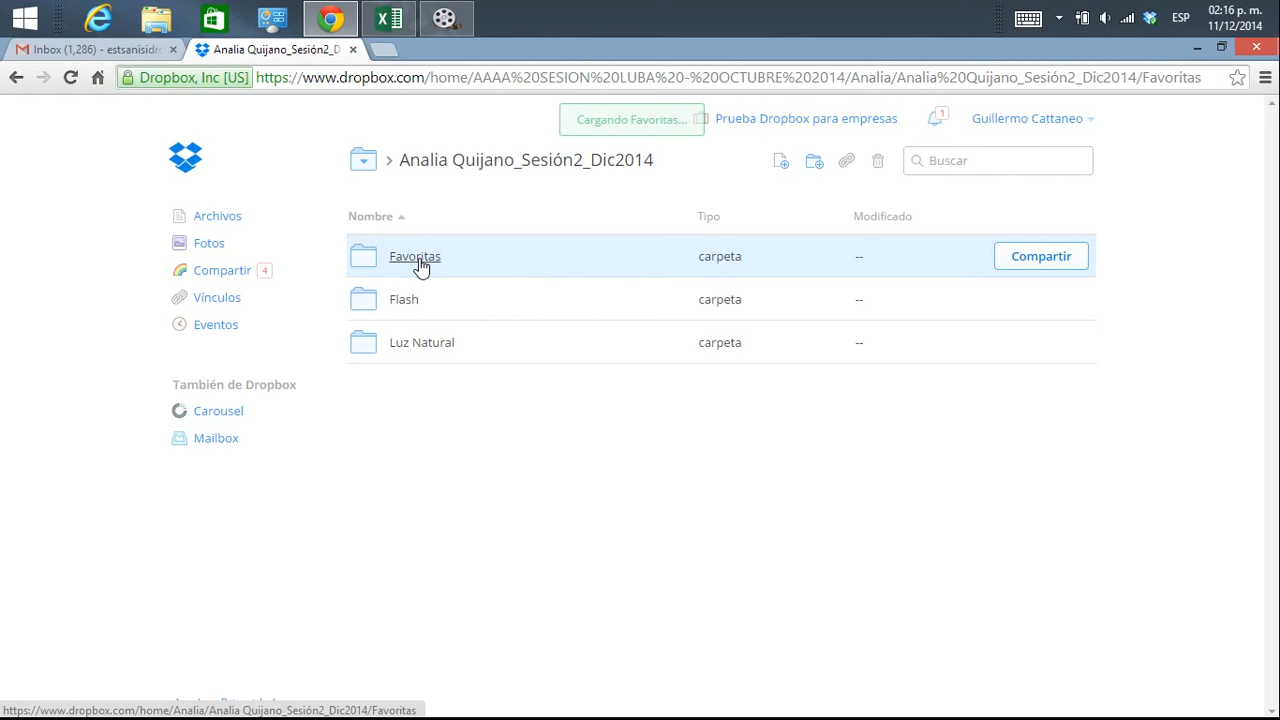 ESP
02:16 p. m.
11/12/2014
Inbox (1,286) - estsanisidr
Analia Quijano_Sesión2_D
Dropbox, Inc [US]
https://www.dropbox.com/home/AAAA%20SESION%20LUBA%20-%20OCTUBRE%202014/Analia/Analia%20Quijano_Sesión2_Dic2014/Favoritas
Cargando Favoritas...
Prueba Dropbox para empresas
1
Guillermo Cattaneo
Analia Quijano_Sesión2_Dic2014
Buscar
Archivos
Fotos
Compartir 4
Vínculos
Eventos
También de Dropbox
Carousel
Mailbox
Nombre
Tipo
Modificado
Favoritas
carpeta
--
Compartir
Flash
carpeta
--
Luz Natural
carpeta
--
https://www.dropbox.com/home/Analia/Analia Quijano_Sesión2_Dic2014/Favoritas